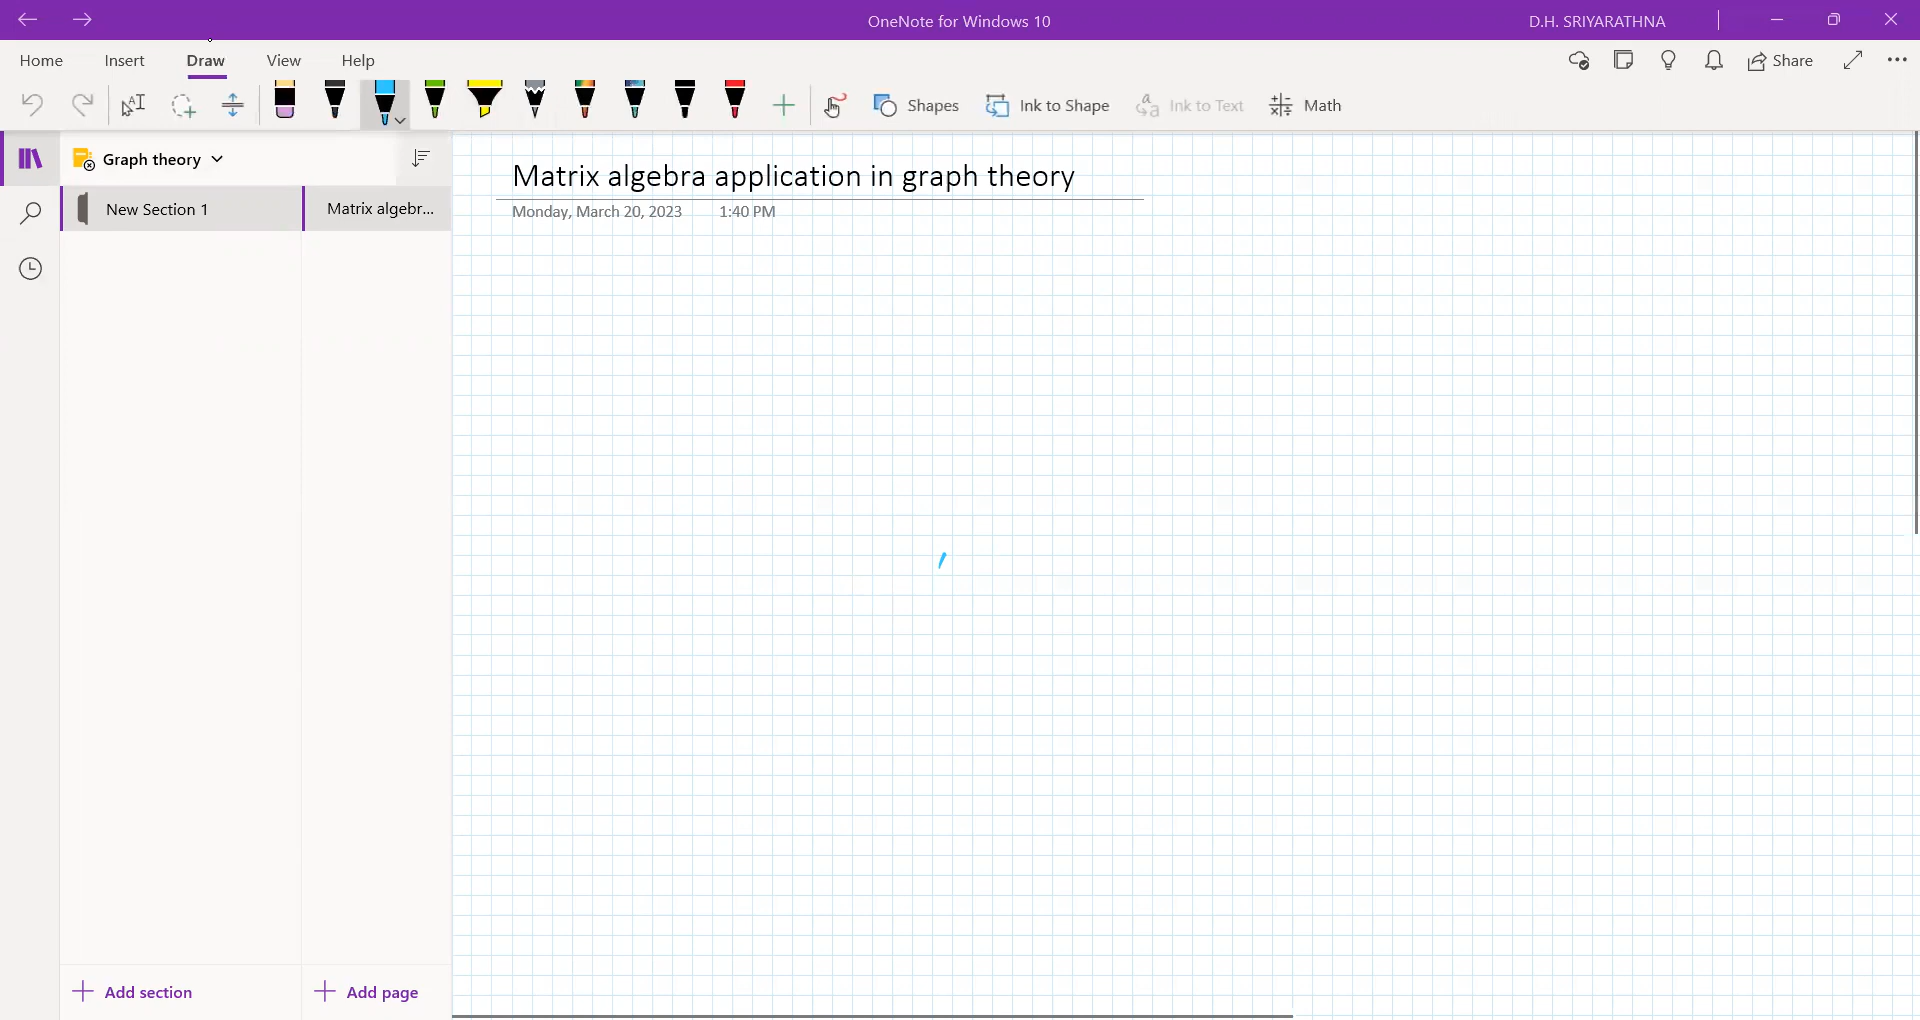 OneNote for Windows 10
D.H. SRIYARATHNA
Home Insert Draw View Help
Share
Shapes Ink to Shape Ink to Text Math
Graph theory
New Section 1
Matrix algebr...
Matrix algebra application in graph theory
Monday, March 20, 2023 1:40 PM
Add section
Add page